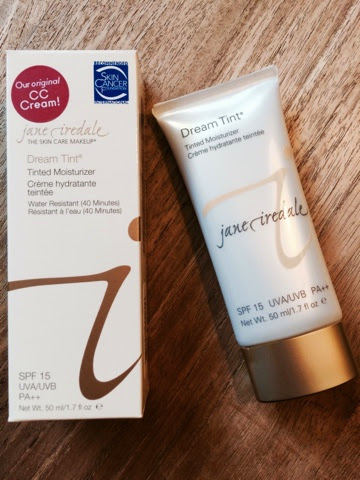 Our original
CC
Cream!
RECOMMENDED
SKIN
CANCER
FOUNDATION
INTERNATIONAL
jane iredale
THE SKIN CARE MAKEUP®
Dream Tint®
Tinted Moisturizer
Crème hydratante
teintée
Water Resistant (40 Minutes)
Résistant à l'eau (40 Minutes)
SPF 15
UVA/UVB
PA++
Net Wt. 50 ml/1.7 fl oz ℮
Dream Tint®
Tinted Moisturizer
Crème hydratante teintée
jane iredale
SPF 15 UVA/UVB PA++
Net Wt. 50 ml/1.7 fl oz ℮